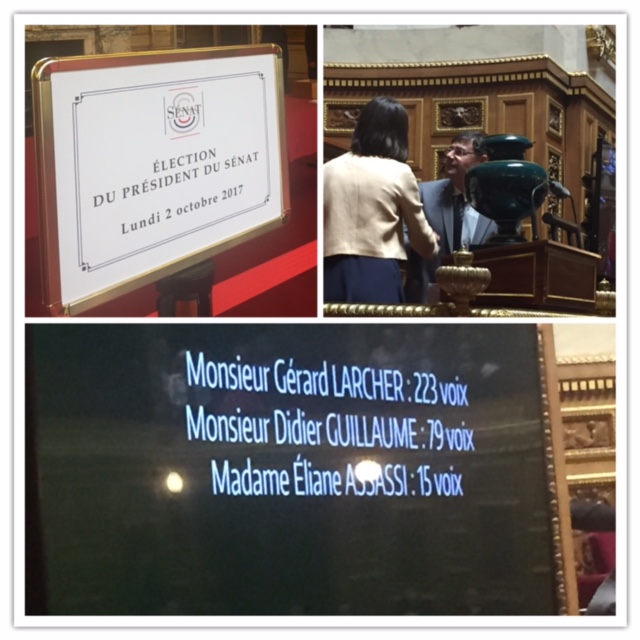 SÉNAT
ÉLECTION
DU PRÉSIDENT DU SÉNAT
Lundi 2 octobre 2017
Monsieur Gérard LARCHER : 223 voix
Monsieur Didier GUILLAUME : 79 voix
Madame Éliane ASSASSI : 15 voix